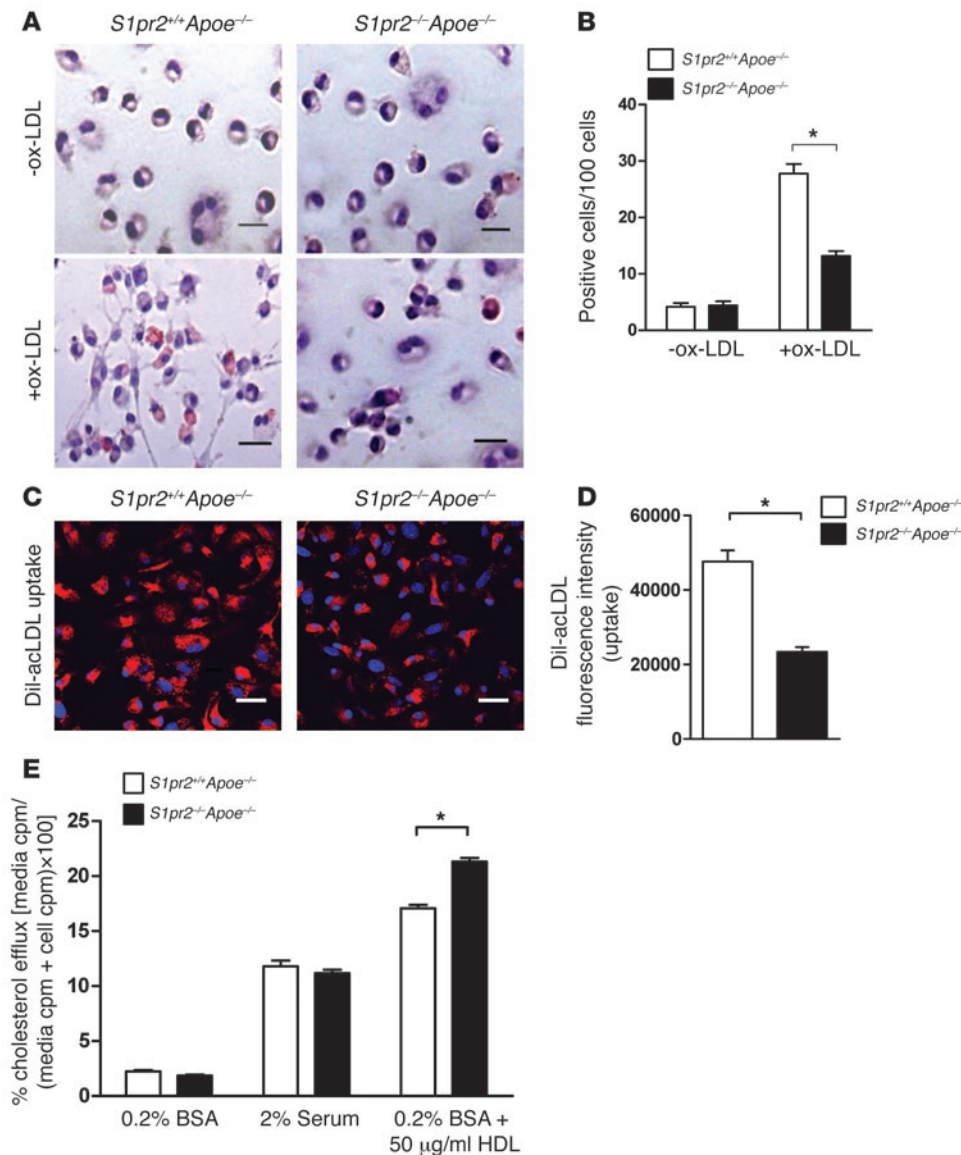 A
S1pr2+/+Apoe–/–
S1pr2–/–Apoe–/–
-ox-LDL
+ox-LDL
B
S1pr2+/+Apoe–/–
S1pr2–/–Apoe–/–
Positive cells/100 cells
40
30
20
10
0
*
-ox-LDL
+ox-LDL
C
S1pr2+/+Apoe–/–
S1pr2–/–Apoe–/–
Dil-acLDL uptake
D
S1pr2+/+Apoe–/–
S1pr2–/–Apoe–/–
Dil-acLDL
fluorescence intensity
(uptake)
60000
40000
20000
0
*
E
S1pr2+/+Apoe–/–
S1pr2–/–Apoe–/–
% cholesterol efflux [media cpm/
(media cpm + cell cpm)×100]
25
20
15
10
5
0
*
0.2% BSA
2% Serum
0.2% BSA +
50 µg/ml HDL